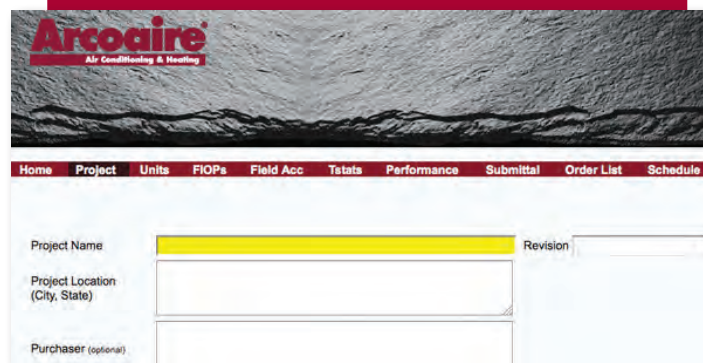 Arcoaire®
Air Conditioning & Heating
Home Project Units FIOPs Field Acc Tstats Performance Submittal Order List Schedule
Project Name Revision
Project Location
(City, State)
Purchaser (optional)